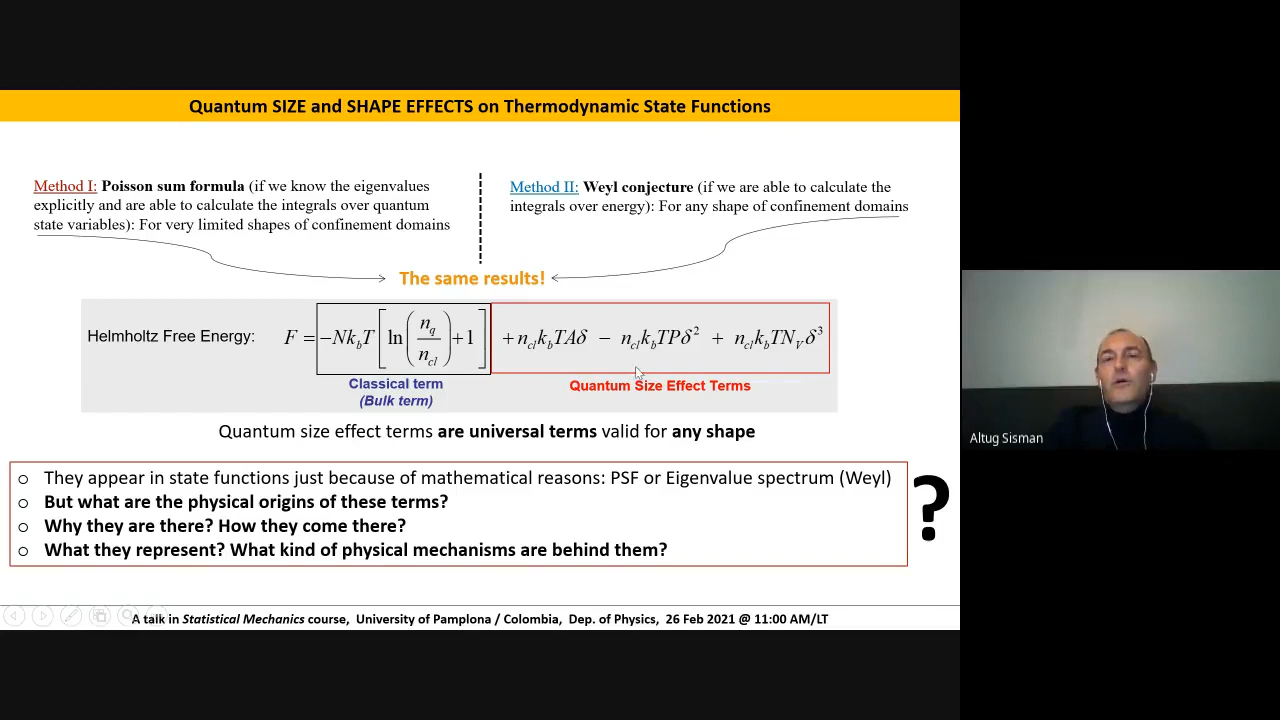 Quantum SIZE and SHAPE EFFECTS on Thermodynamic State Functions
Method I: Poisson sum formula (if we know the eigenvalues
explicitly and are able to calculate the integrals over quantum
state variables): For very limited shapes of confinement domains
Method II: Weyl conjecture (if we are able to calculate the
integrals over energy): For any shape of confinement domains
The same results!
Helmholtz Free Energy: F = −Nk_bT [ln(n_q/n_cl)+1] + n_cl k_b TAδ − n_cl k_b TPδ² + n_cl k_b TN_V δ³
Classical term
(Bulk term)
Quantum Size Effect Terms
Quantum size effect terms are universal terms valid for any shape
o They appear in state functions just because of mathematical reasons: PSF or Eigenvalue spectrum (Weyl)
o But what are the physical origins of these terms?
o Why they are there? How they come there?
o What they represent? What kind of physical mechanisms are behind them?
?
A talk in Statistical Mechanics course, University of Pamplona / Colombia, Dep. of Physics, 26 Feb 2021 @ 11:00 AM/LT
Altug Sisman